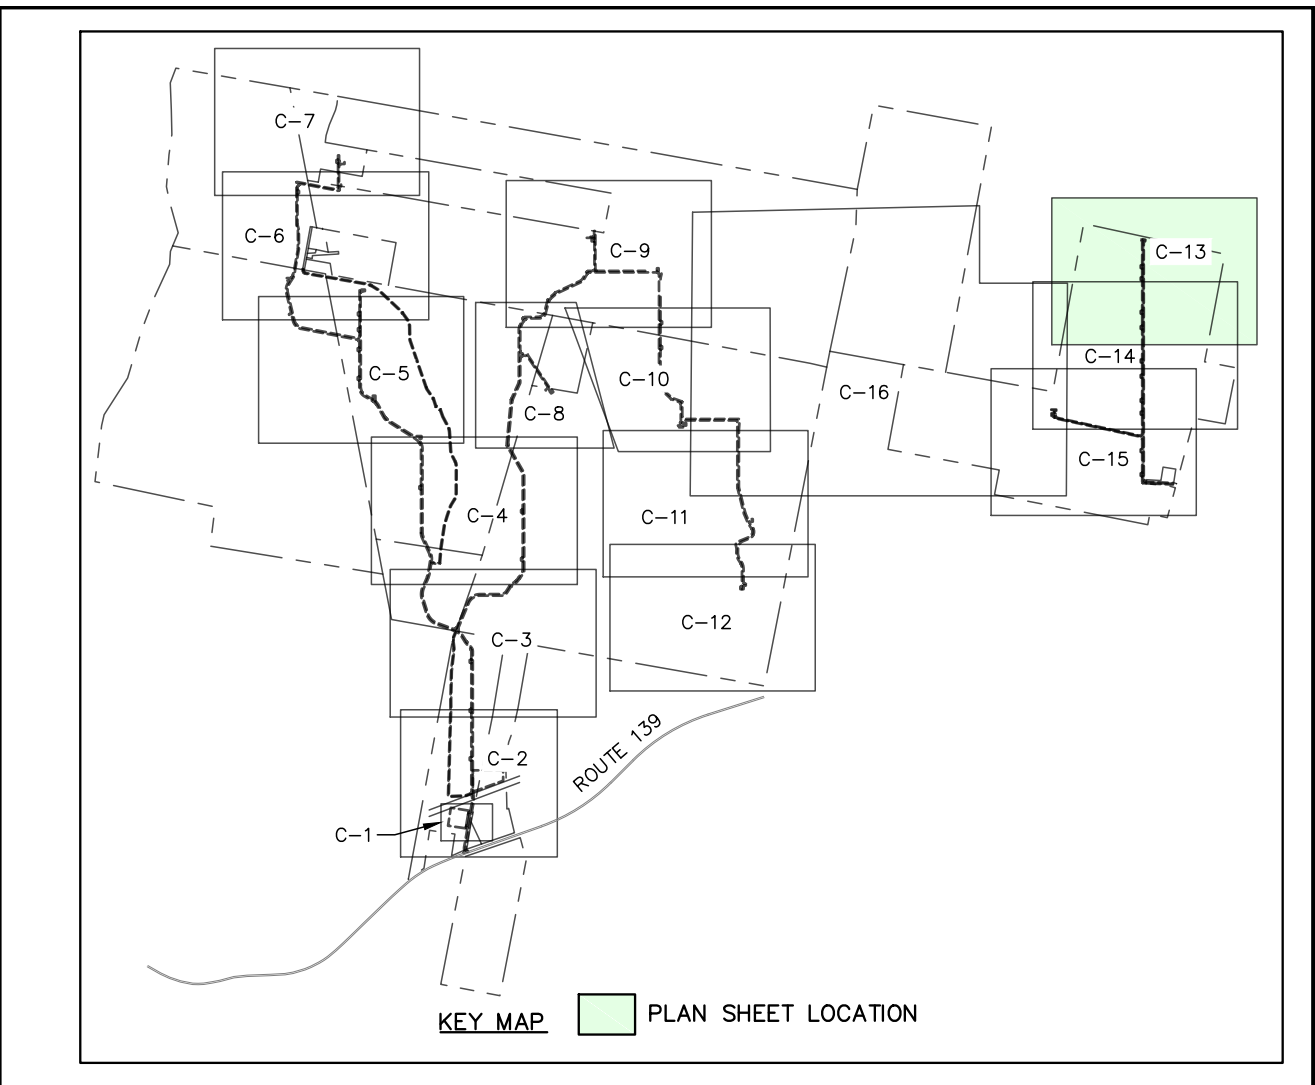 C-7
C-6
C-9
C-13
C-14
C-5
C-10
C-16
C-8
C-15
C-4
C-11
C-12
C-3
C-2
ROUTE 139
C-1
KEY MAP
PLAN SHEET LOCATION